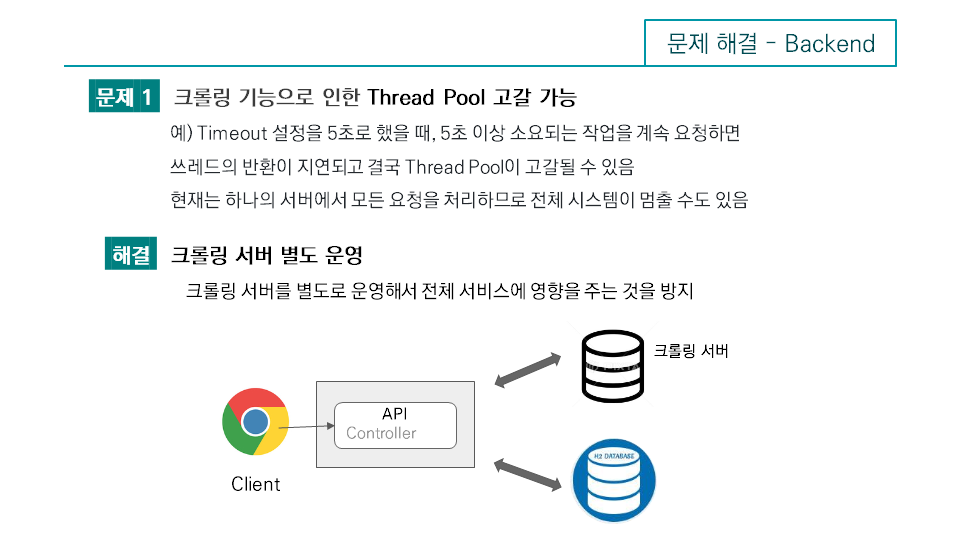 문제 해결 - Backend
문제 1 크롤링 기능으로 인한 Thread Pool 고갈 가능
예) Timeout 설정을 5초로 했을 때, 5초 이상 소요되는 작업을 계속 요청하면
쓰레드의 반환이 지연되고 결국 Thread Pool이 고갈될 수 있음
현재는 하나의 서버에서 모든 요청을 처리하므로 전체 시스템이 멈출 수도 있음
해결 크롤링 서버 별도 운영
크롤링 서버를 별도로 운영해서 전체 서비스에 영향을 주는 것을 방지
크롤링 서버
API
Controller
H2 DATABASE
Client